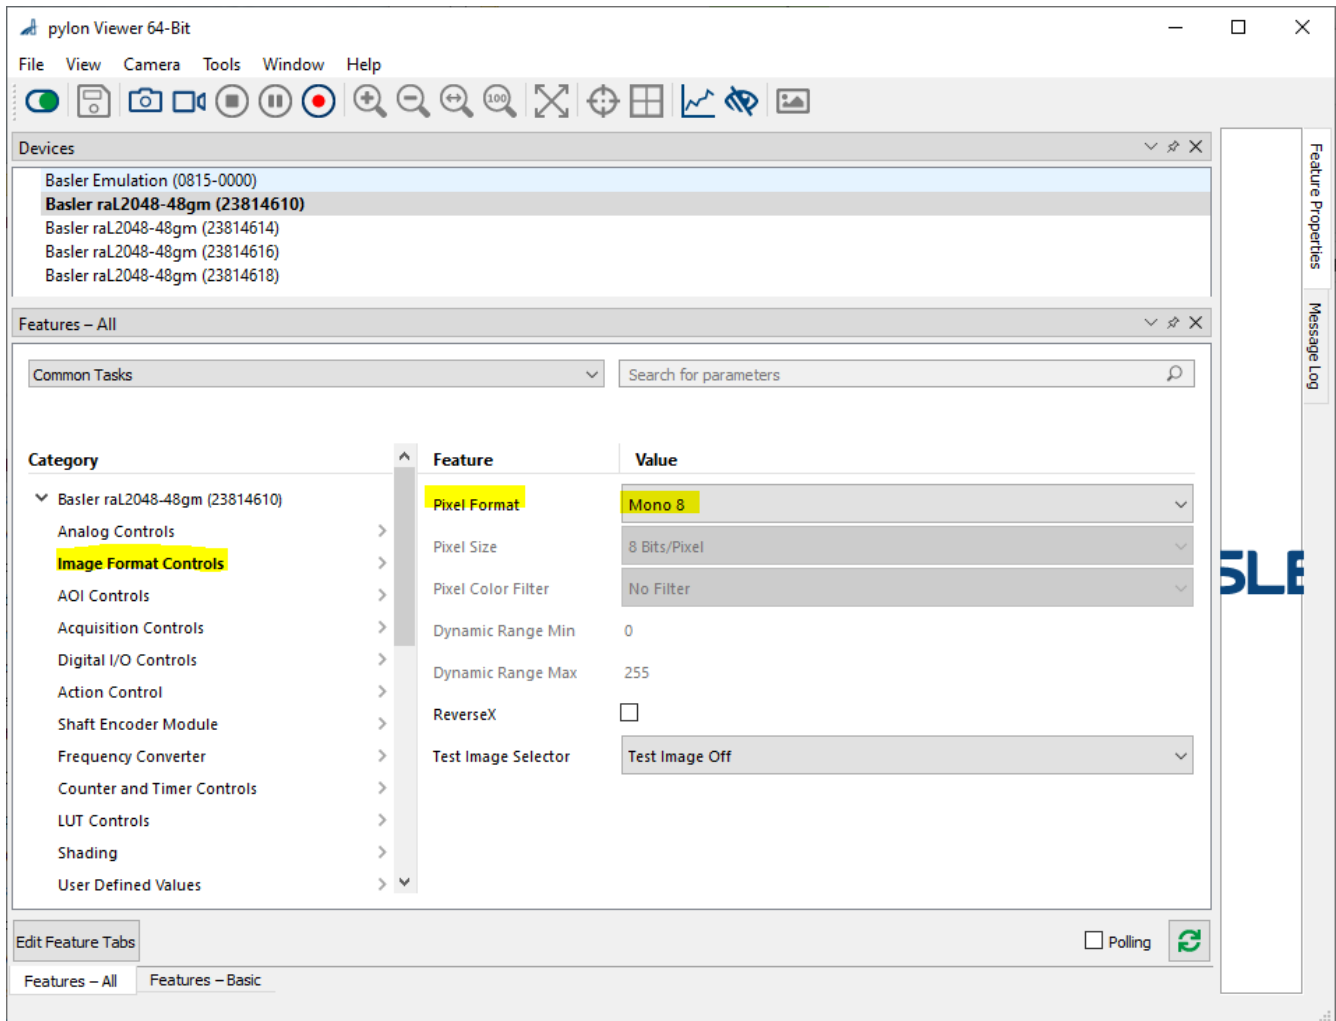 pylon Viewer 64-Bit
File View Camera Tools Window Help
100
Devices
Basler Emulation (0815-0000)
Basler raL2048-48gm (23814610)
Basler raL2048-48gm (23814614)
Basler raL2048-48gm (23814616)
Basler raL2048-48gm (23814618)
Features – All
Common Tasks
Search for parameters
Category Feature Value
Basler raL2048-48gm (23814610)
Analog Controls
Image Format Controls
AOI Controls
Acquisition Controls
Digital I/O Controls
Action Control
Shaft Encoder Module
Frequency Converter
Counter and Timer Controls
LUT Controls
Shading
User Defined Values
Pixel Format Mono 8
Pixel Size 8 Bits/Pixel
Pixel Color Filter No Filter
Dynamic Range Min 0
Dynamic Range Max 255
ReverseX
Test Image Selector Test Image Off
Edit Feature Tabs
Polling
Features – All Features – Basic
Feature Properties
Message Log
SLE